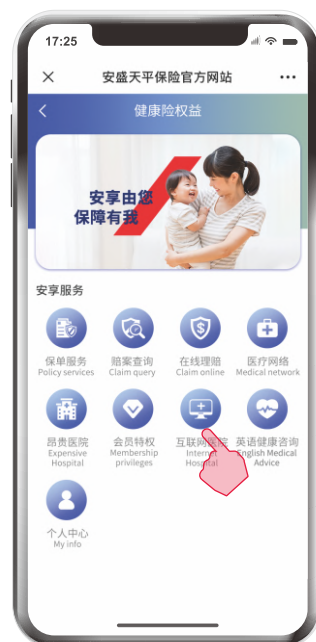 17:25
安盛天平保险官方网站
健康险权益
安享由您
保障有我
安享服务
保单服务
Policy services
赔案查询
Claim query
在线理赔
Claim online
医疗网络
Medical network
昂贵医院
Expensive
Hospital
会员特权
Membership
privileges
互联网医院
Internet
Hospital
英语健康咨询
English Medical
Advice
个人中心
My info